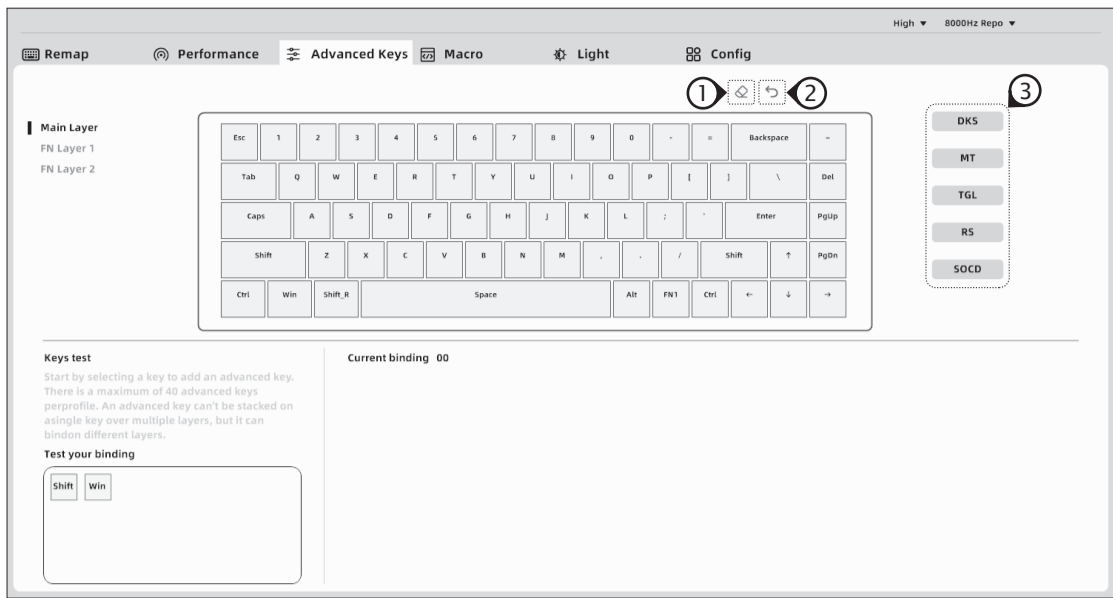 High ▼ 8000Hz Repo ▼
Remap Performance Advanced Keys Macro Light Config
1 2 3
Main Layer
FN Layer 1
FN Layer 2
Esc 1 2 3 4 5 6 7 8 9 0 - = Backspace ~
Tab Q W E R T Y U I O P [ ] \ Del
Caps A S D F G H J K L ; ' Enter PgUp
Shift Z X C V B N M , . / Shift ↑ PgDn
Ctrl Win Shift_R Space Alt FN1 Ctrl ← ↓ →
DKS
MT
TGL
RS
SOCD
Keys test
Start by selecting a key to add an advanced key.
There is a maximum of 40 advanced keys
perprofile. An advanced key can't be stacked on
asingle key over multiple layers, but it can
bindon different layers.
Test your binding
Shift Win
Current binding 00